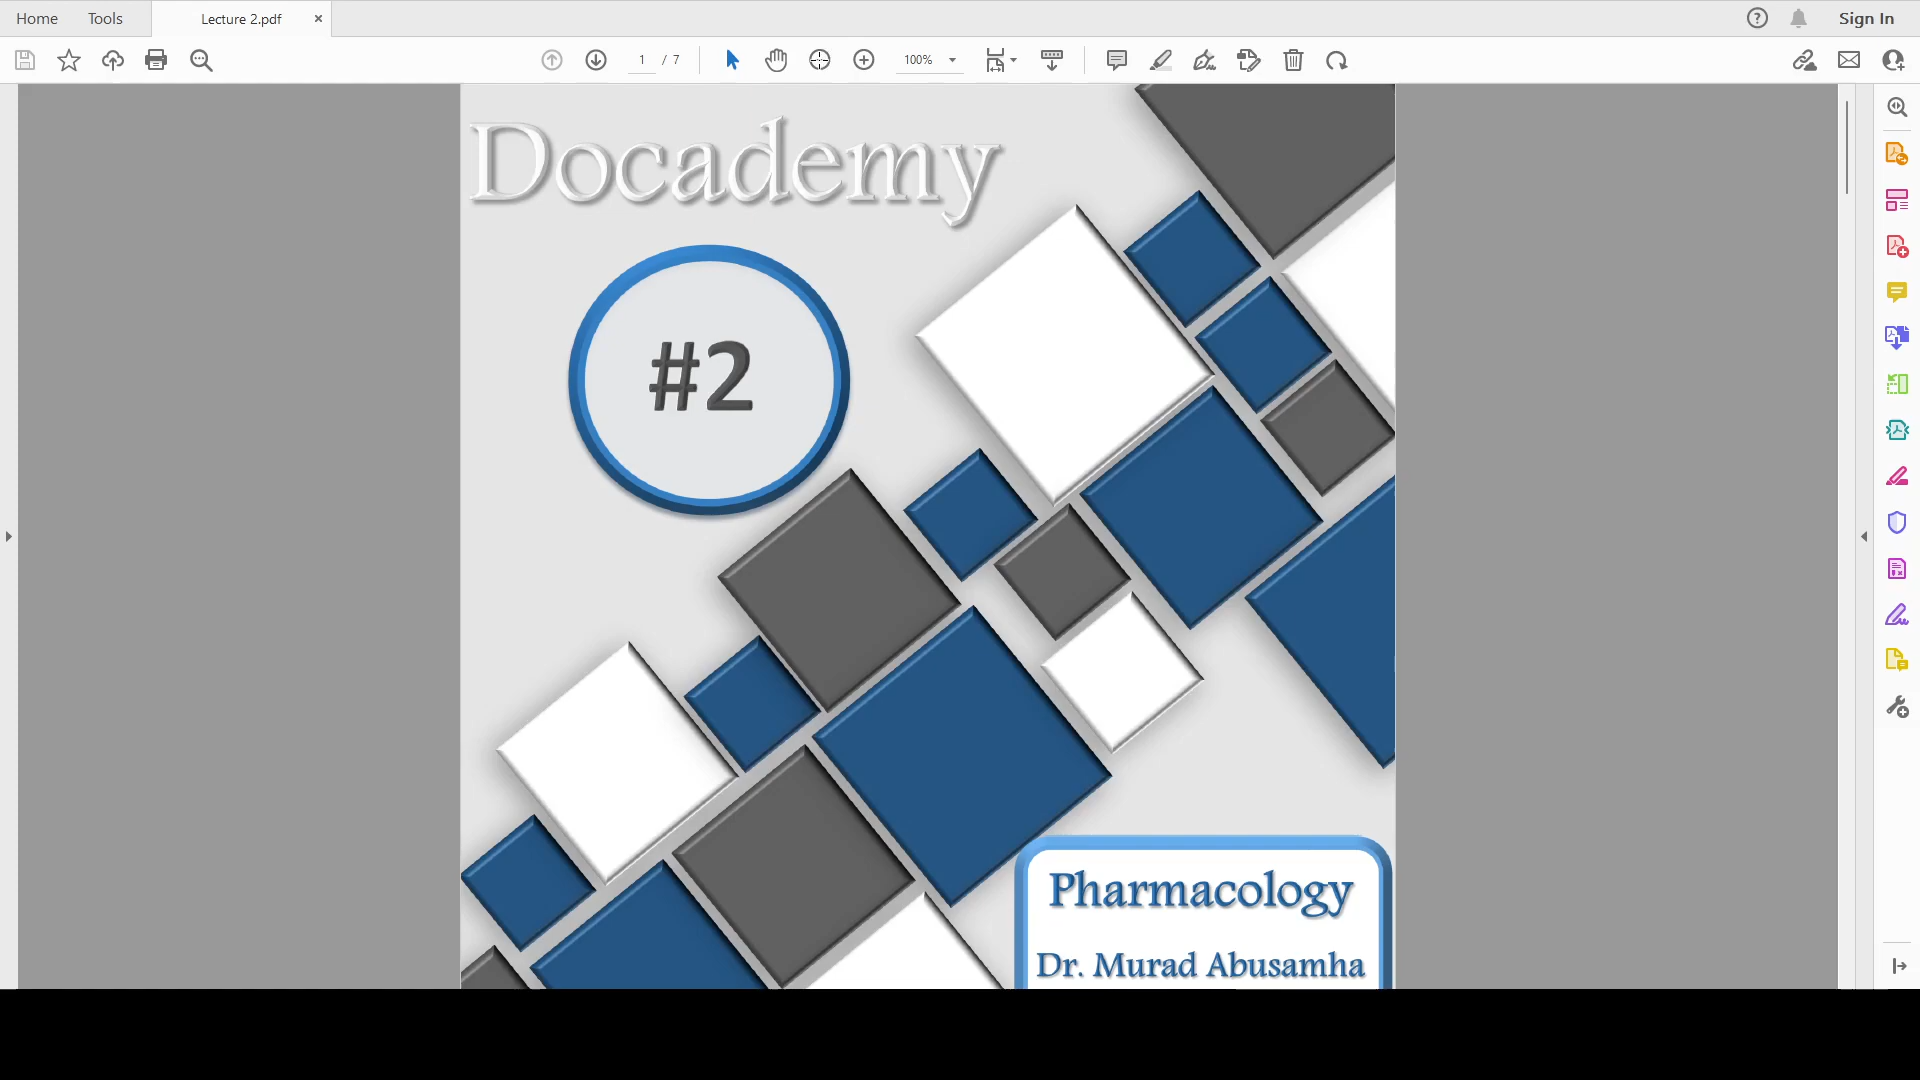 Home Tools Lecture 2.pdf × Sign In
1 / 7 100%
Docademy
#2
Pharmacology
Dr. Murad Abusamha